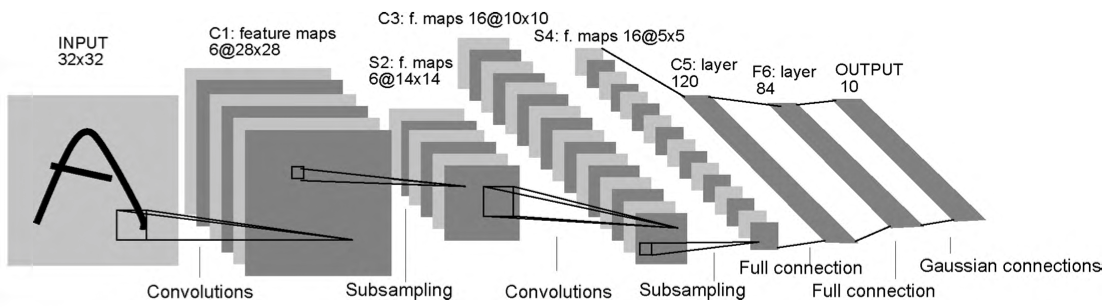 INPUT
32x32
C1: feature maps
6@28x28
S2: f. maps
6@14x14
C3: f. maps 16@10x10
S4: f. maps 16@5x5
C5: layer
120
F6: layer
84
OUTPUT
10
Convolutions
Subsampling
Convolutions
Subsampling
Full connection
Full connection
Gaussian connections
A